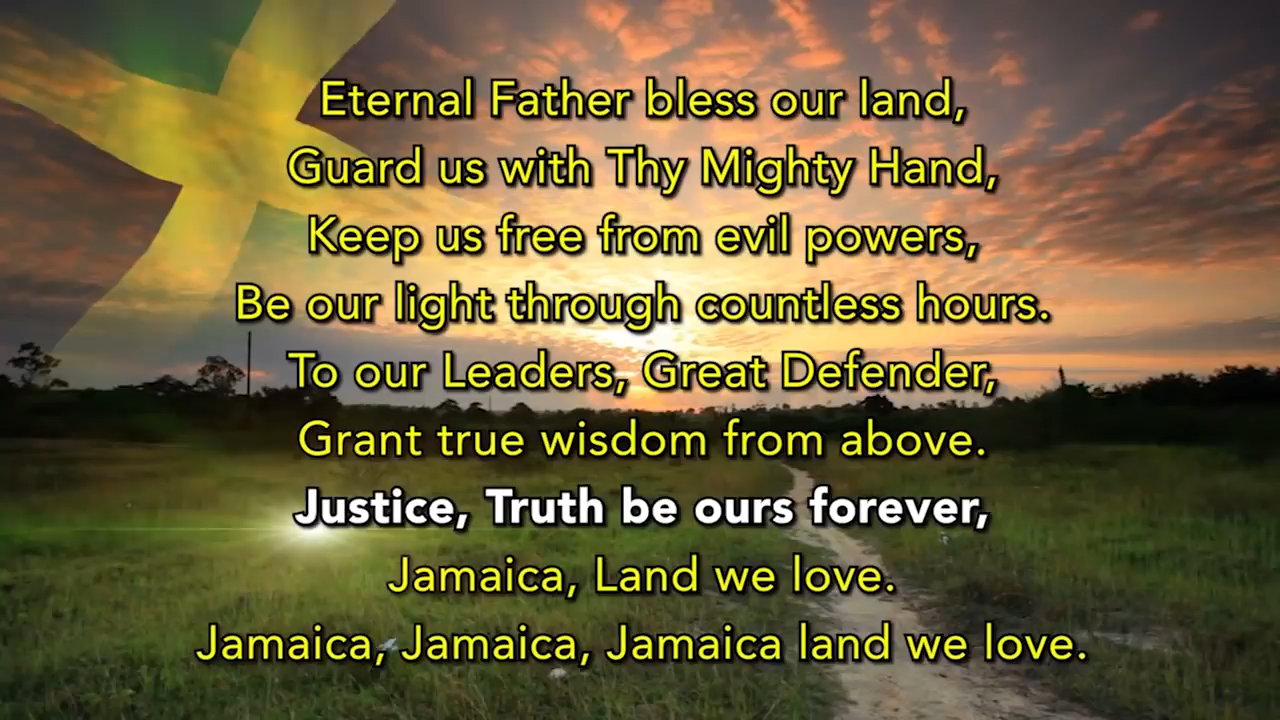 Eternal Father bless our land,
Guard us with Thy Mighty Hand,
Keep us free from evil powers,
Be our light through countless hours.
To our Leaders, Great Defender,
Grant true wisdom from above.
Justice, Truth be ours forever,
Jamaica, Land we love.
Jamaica, Jamaica, Jamaica land we love.